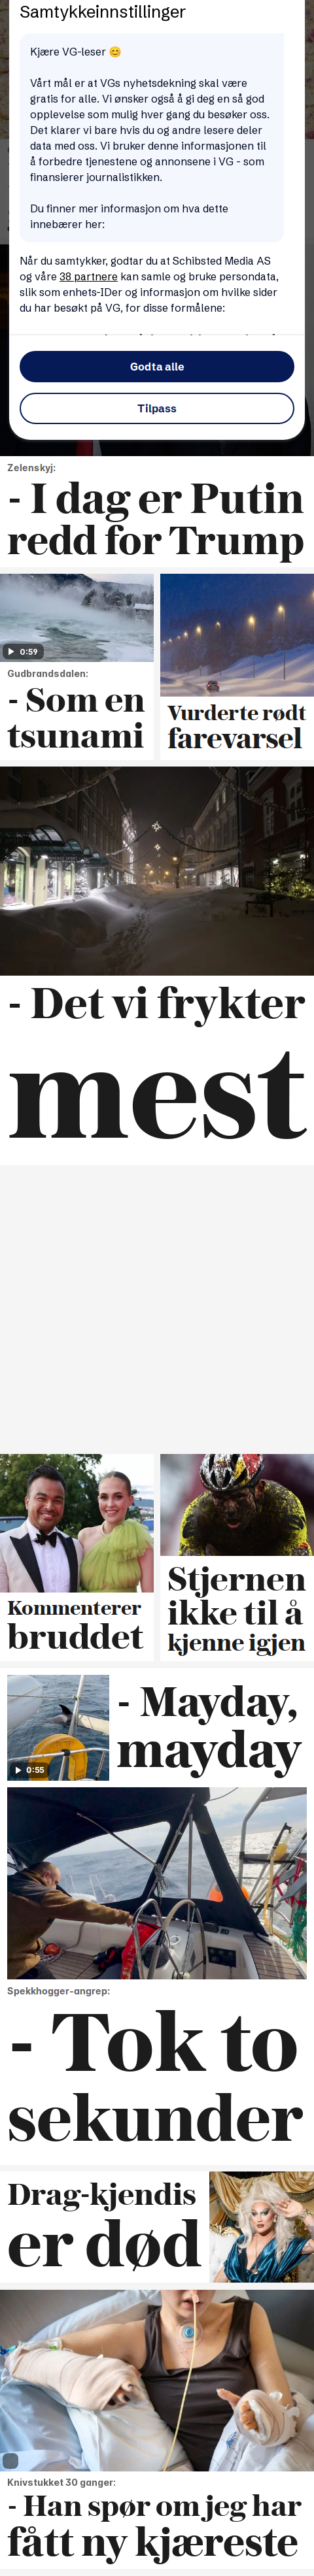 Samtykkeinnstillinger
Kjære VG-leser 😊
Vårt mål er at VGs nyhetsdekning skal være
gratis for alle. Vi ønsker også å gi deg en så god
opplevelse som mulig hver gang du besøker oss.
Det klarer vi bare hvis du og andre lesere deler
data med oss. Vi bruker denne informasjonen til
å forbedre tjenestene og annonsene i VG - som
finansierer journalistikken.
Du finner mer informasjon om hva dette
innebærer her:
Når du samtykker, godtar du at Schibsted Media AS
og våre 38 partnere kan samle og bruke persondata,
slik som enhets-IDer og informasjon om hvilke sider
du har besøkt på VG, for disse formålene:
Godta alle
Tilpass
Zelenskyj:
- I dag er Putin
redd for Trump
0:59
Gudbrandsdalen:
- Som en
tsunami
Vurderte rødt
farevarsel
- Det vi frykter
mest
Kommenterer
bruddet
Stjernen
ikke til å
kjenne igjen
0:55
- Mayday,
mayday
Spekkhogger-angrep:
- Tok to
sekunder
Drag-kjendis
er død
Knivstukket 30 ganger:
- Han spør om jeg har
fått ny kjæreste